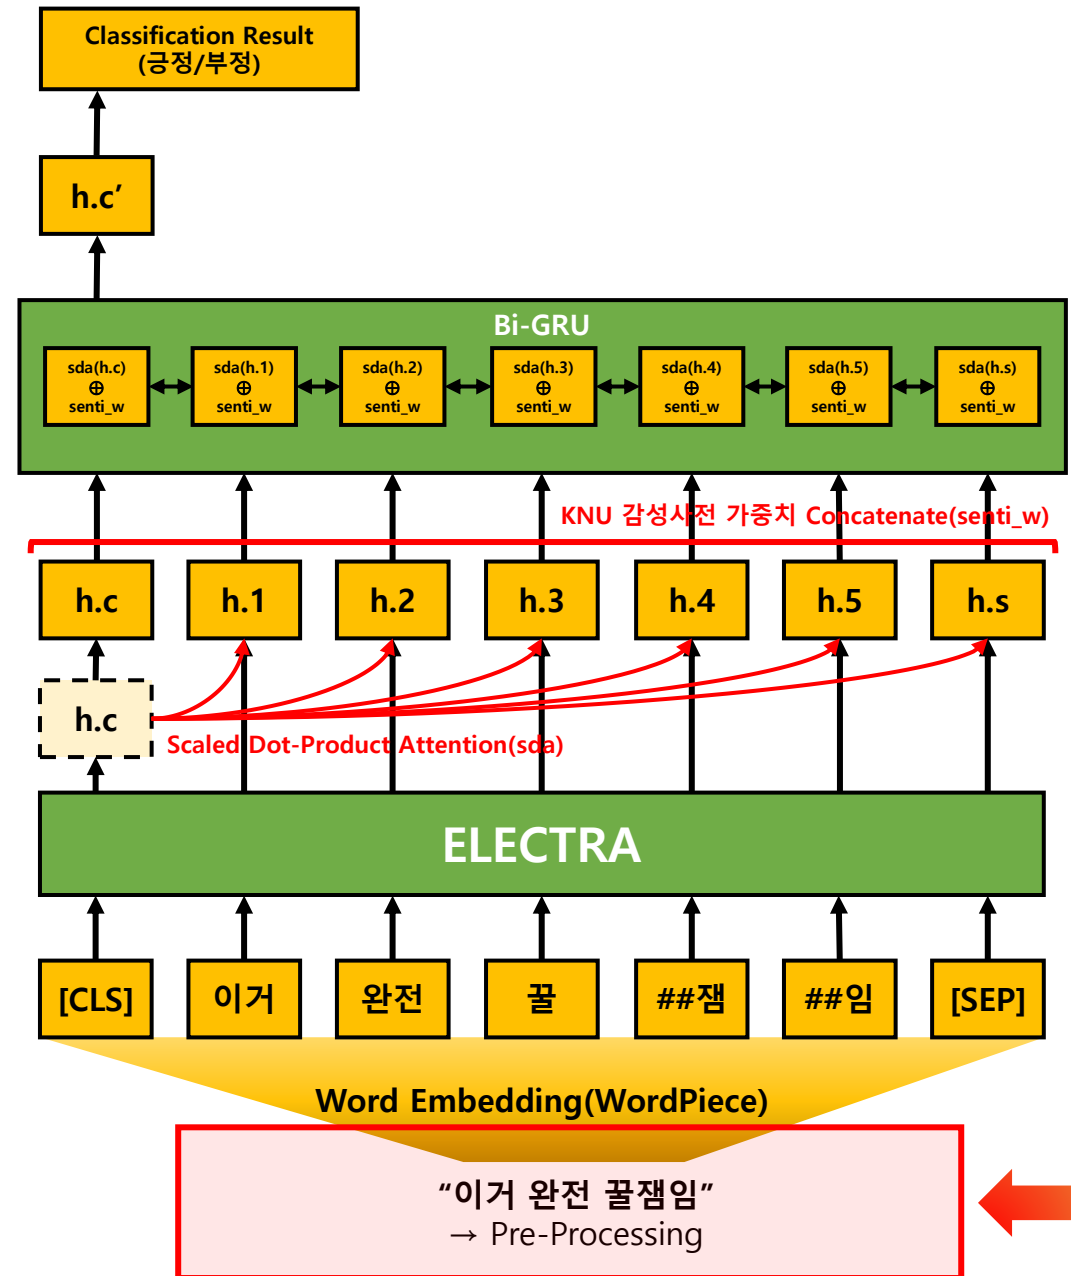 Classification Result
(긍정/부정)
h.c’
Bi-GRU
sda(h.c) sda(h.1) sda(h.2) sda(h.3) sda(h.4) sda(h.5) sda(h.s)
⊕ ⊕ ⊕ ⊕ ⊕ ⊕ ⊕
senti_w senti_w senti_w senti_w senti_w senti_w senti_w
KNU 감성사전 가중치 Concatenate(senti_w)
h.c h.1 h.2 h.3 h.4 h.5 h.s
h.c
Scaled Dot-Product Attention(sda)
ELECTRA
[CLS] 이거 완전 꿀 ##잼 ##임 [SEP]
Word Embedding(WordPiece)
“이거 완전 꿀잼임”
→ Pre-Processing